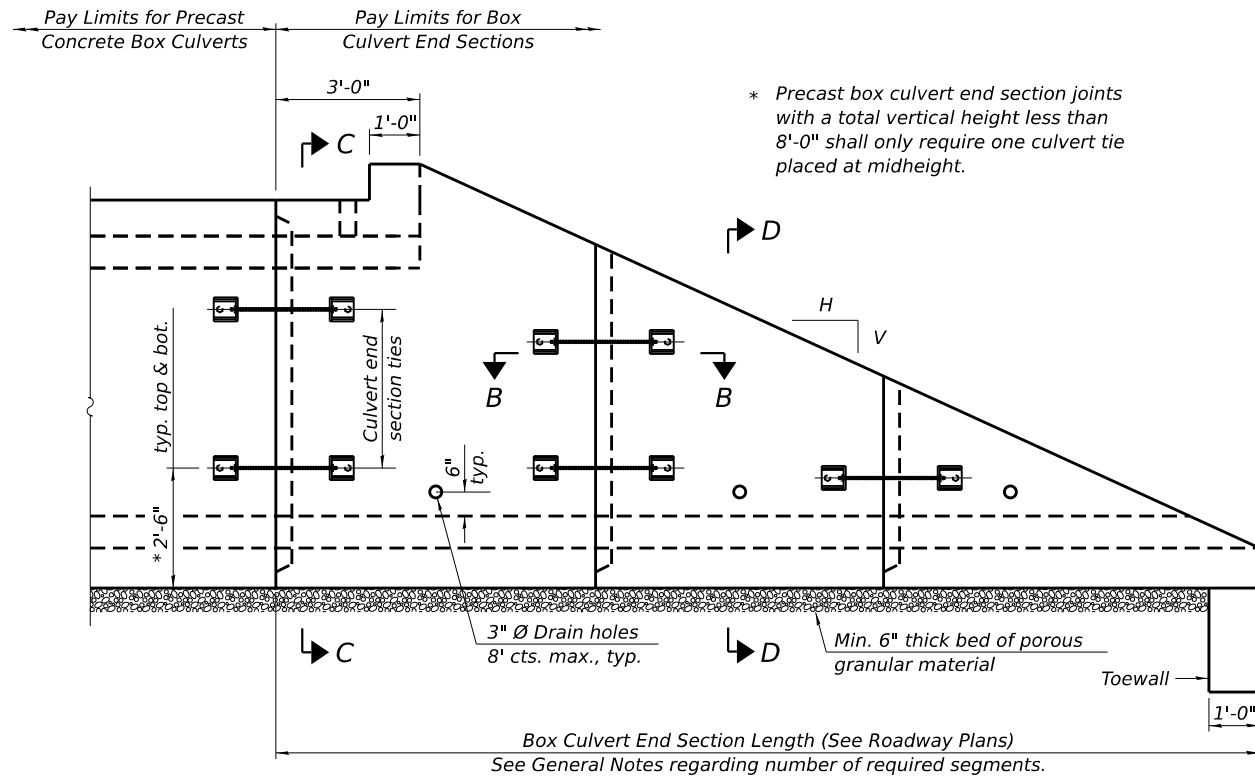 Pay Limits for Precast
Concrete Box Culverts
Pay Limits for Box
Culvert End Sections
3'-0"
1'-0"
C
* Precast box culvert end section joints
with a total vertical height less than
8'-0" shall only require one culvert tie
placed at midheight.
D
H
V
typ. top & bot.
Culvert end
section ties
B
B
6"
typ.
* 2'-6"
3" Ø Drain holes
8' cts. max., typ.
C
D
Min. 6" thick bed of porous
granular material
Toewall
1'-0"
Box Culvert End Section Length (See Roadway Plans)
See General Notes regarding number of required segments.